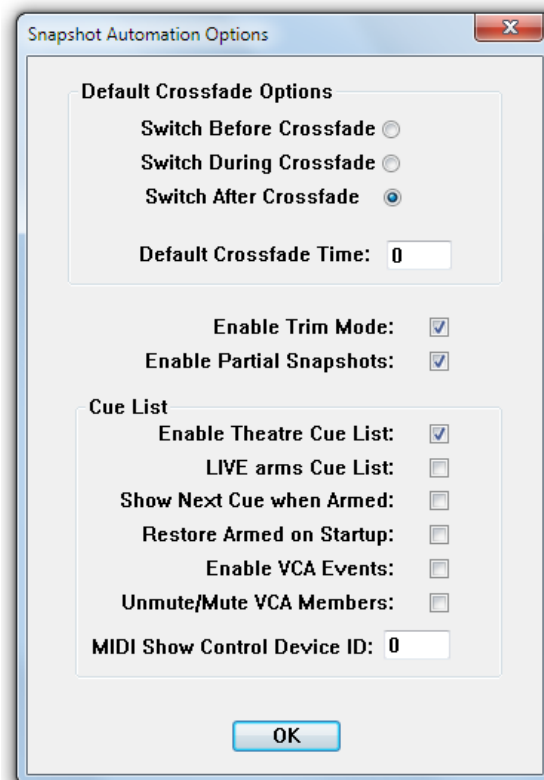 Snapshot Automation Options
Default Crossfade Options
Switch Before Crossfade
Switch During Crossfade
Switch After Crossfade
Default Crossfade Time: 0
Enable Trim Mode:
Enable Partial Snapshots:
Cue List
Enable Theatre Cue List:
LIVE arms Cue List:
Show Next Cue when Armed:
Restore Armed on Startup:
Enable VCA Events:
Unmute/Mute VCA Members:
MIDI Show Control Device ID: 0
OK